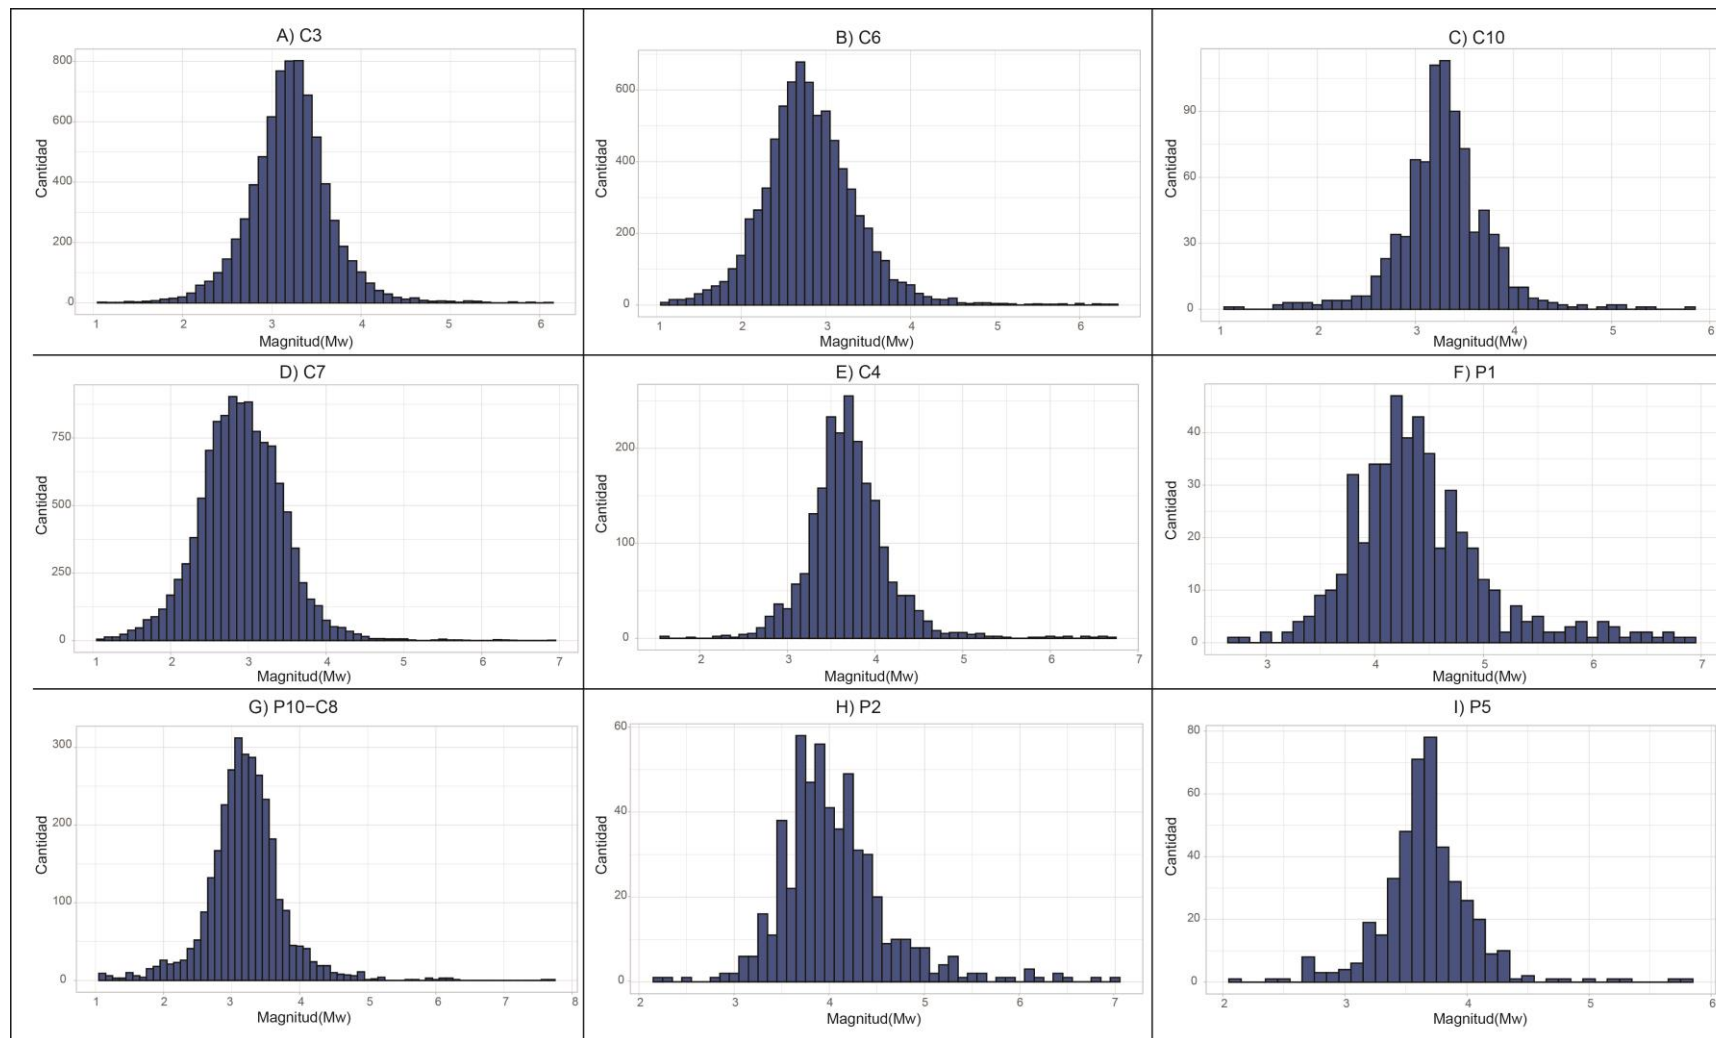 A) C3
800
600
400
200
0
Cantidad
1 2 3 4 5 6
Magnitud(Mw)
B) C6
600
400
200
0
Cantidad
1 2 3 4 5 6
Magnitud(Mw)
C) C10
90
60
30
0
Cantidad
1 2 3 4 5 6
Magnitud(Mw)
D) C7
750
500
250
0
Cantidad
1 2 3 4 5 6 7
Magnitud(Mw)
E) C4
200
100
0
Cantidad
2 3 4 5 6 7
Magnitud(Mw)
F) P1
40
30
20
10
0
Cantidad
3 4 5 6 7
Magnitud(Mw)
G) P10−C8
300
200
100
0
Cantidad
1 2 3 4 5 6 7 8
Magnitud(Mw)
H) P2
60
40
20
0
Cantidad
2 3 4 5 6 7
Magnitud(Mw)
I) P5
80
60
40
20
0
Cantidad
2 3 4 5 6
Magnitud(Mw)